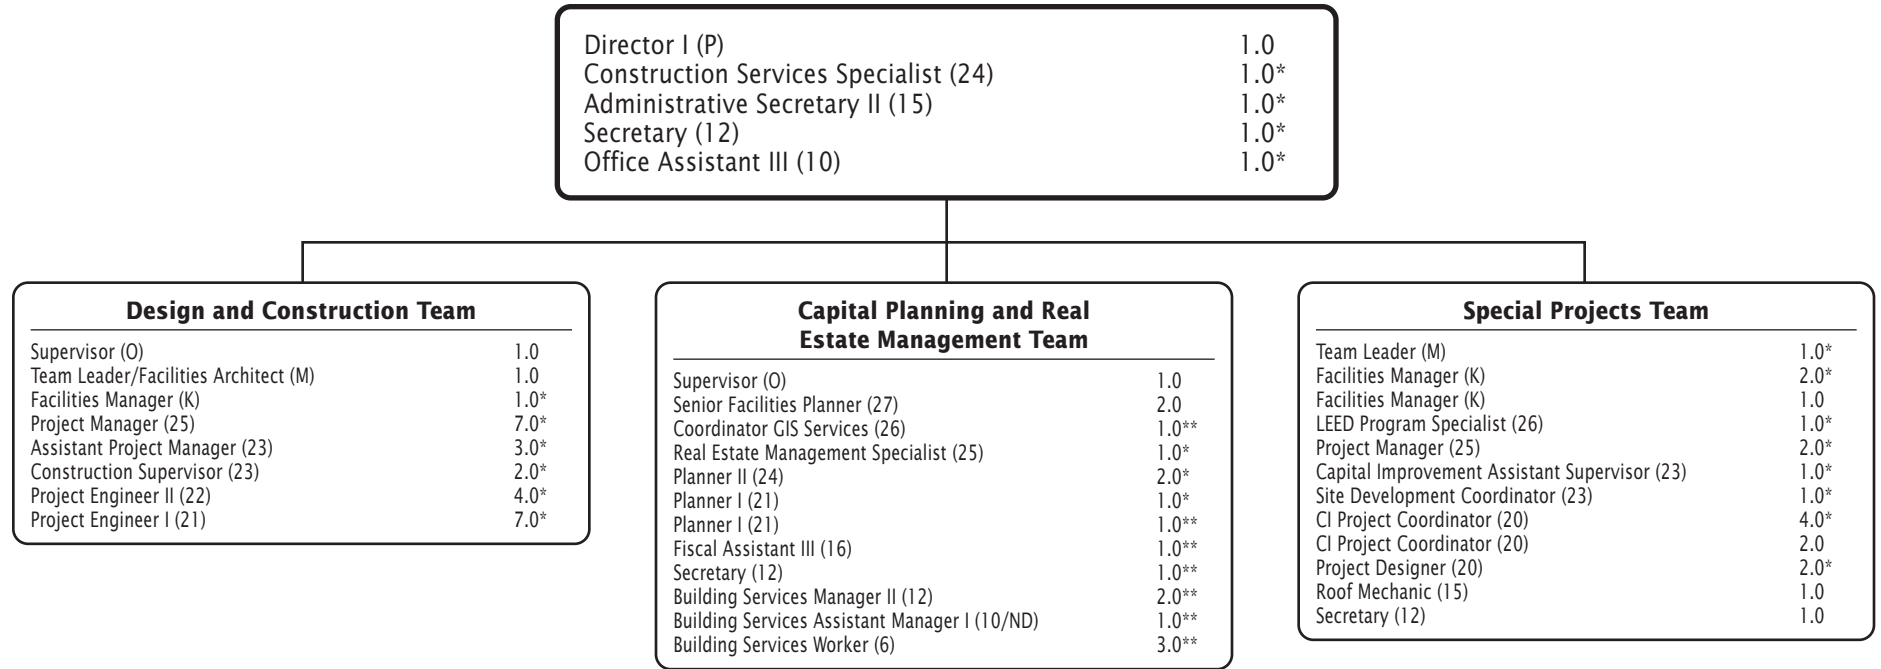 Director I (P) 1.0
Construction Services Specialist (24) 1.0*
Administrative Secretary II (15) 1.0*
Secretary (12) 1.0*
Office Assistant III (10) 1.0*
Design and Construction Team
Supervisor (O) 1.0
Team Leader/Facilities Architect (M) 1.0
Facilities Manager (K) 1.0*
Project Manager (25) 7.0*
Assistant Project Manager (23) 3.0*
Construction Supervisor (23) 2.0*
Project Engineer II (22) 4.0*
Project Engineer I (21) 7.0*
Capital Planning and Real
Estate Management Team
Supervisor (O) 1.0
Senior Facilities Planner (27) 2.0
Coordinator GIS Services (26) 1.0**
Real Estate Management Specialist (25) 1.0*
Planner II (24) 2.0*
Planner I (21) 1.0*
Planner I (21) 1.0**
Fiscal Assistant III (16) 1.0**
Secretary (12) 1.0**
Building Services Manager II (12) 2.0**
Building Services Assistant Manager I (10/ND) 1.0**
Building Services Worker (6) 3.0**
Special Projects Team
Team Leader (M) 1.0*
Facilities Manager (K) 2.0*
Facilities Manager (K) 1.0
LEED Program Specialist (26) 1.0*
Project Manager (25) 2.0*
Capital Improvement Assistant Supervisor (23) 1.0*
Site Development Coordinator (23) 1.0*
CI Project Coordinator (20) 4.0*
CI Project Coordinator (20) 2.0
Project Designer (20) 2.0*
Roof Mechanic (15) 1.0
Secretary (12) 1.0